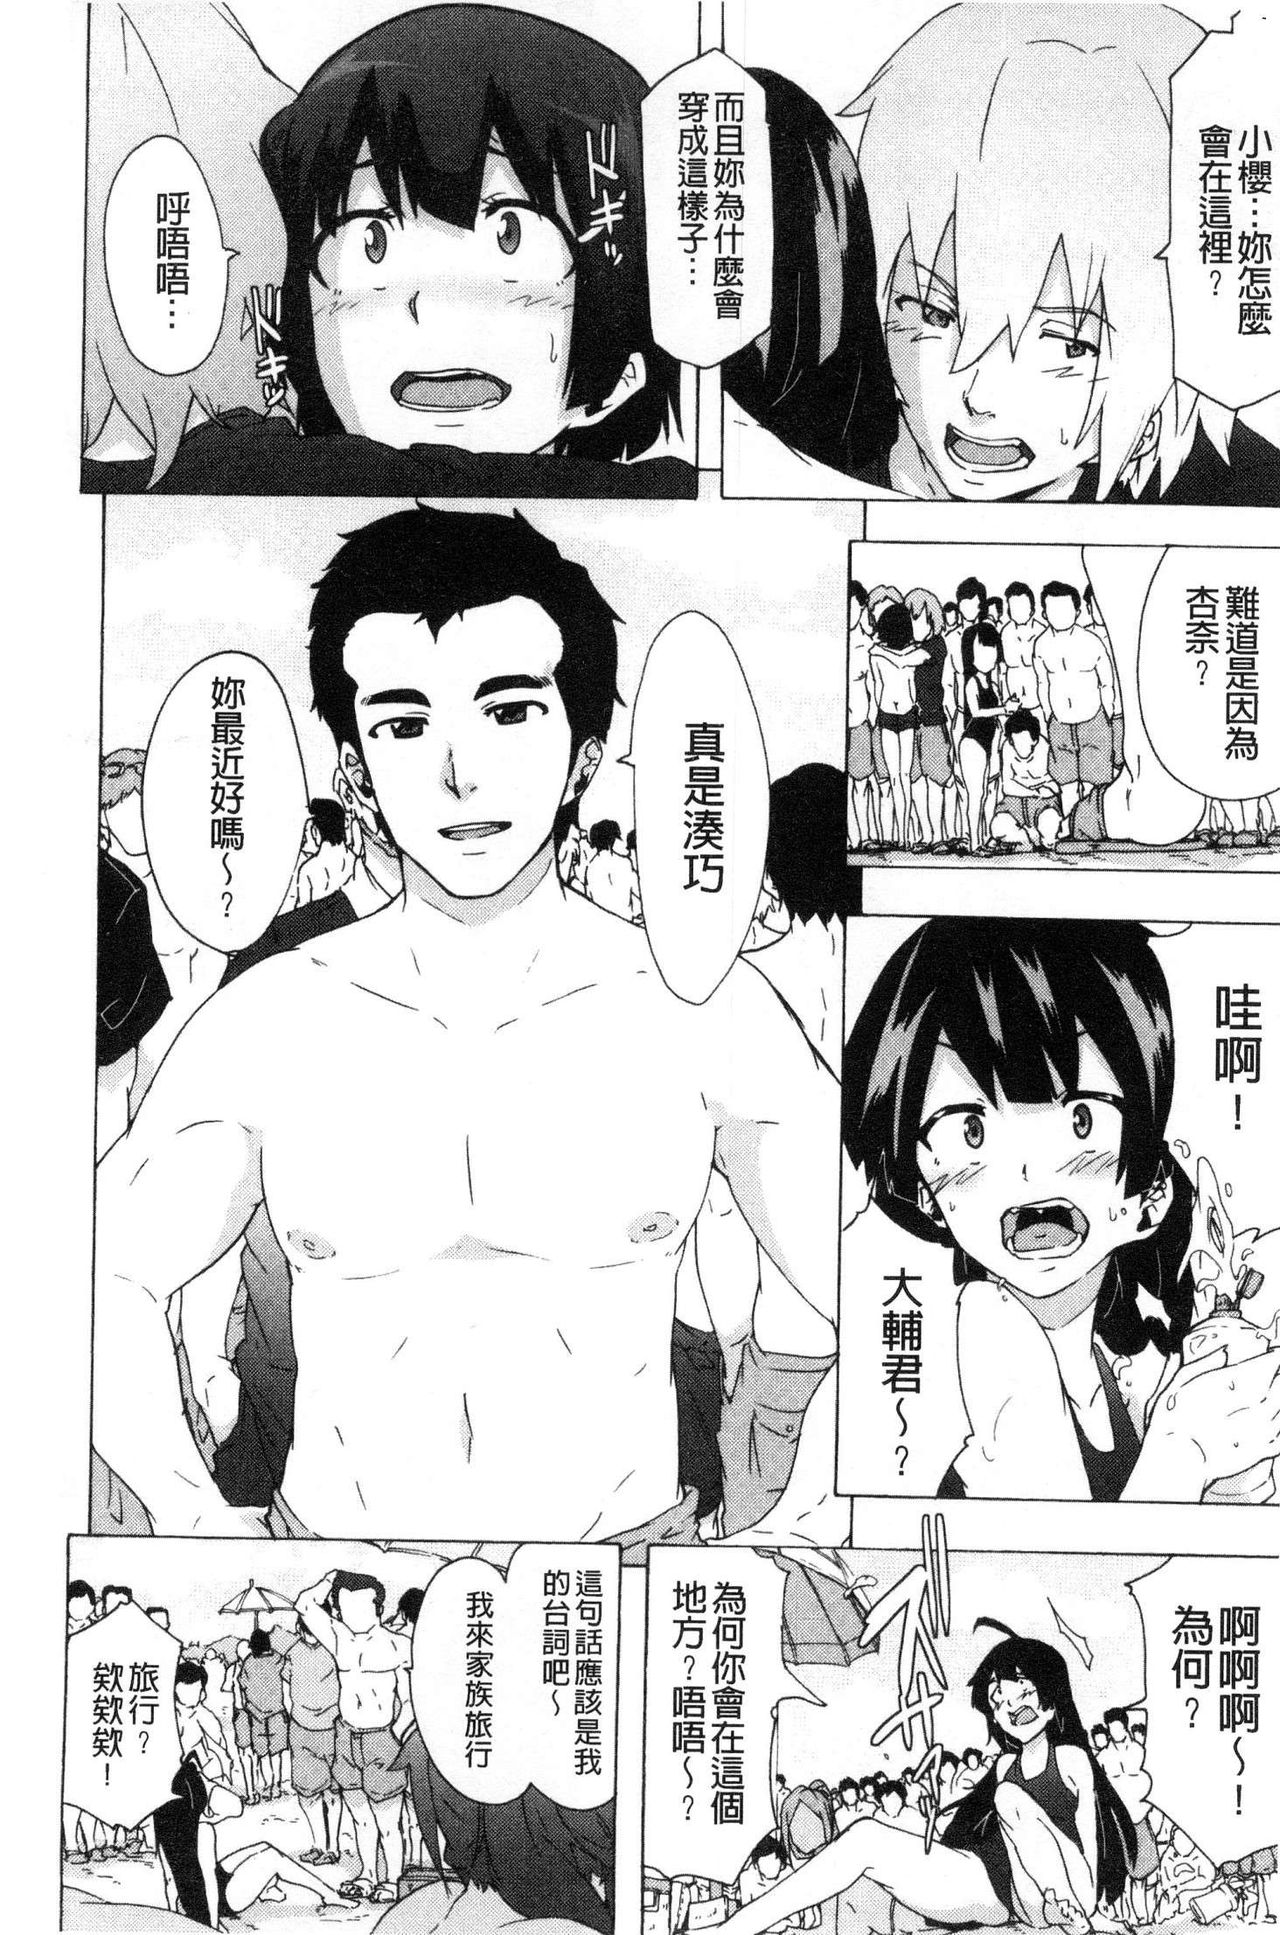 小櫻…妳怎麼
會在這裡？
而且妳為什麼會
穿成這樣子…
ドキッ
ドキッ
呼唔唔…
難道是因為
杏奈？
哇啊！
大輔君～？
真是湊巧
妳最近好嗎～？
啊啊啊～！
為何？
為何你會在這個
地方？唔唔～？
這句話應該是我
的台詞吧～
我來家族旅行
旅行？
欸欸欸！